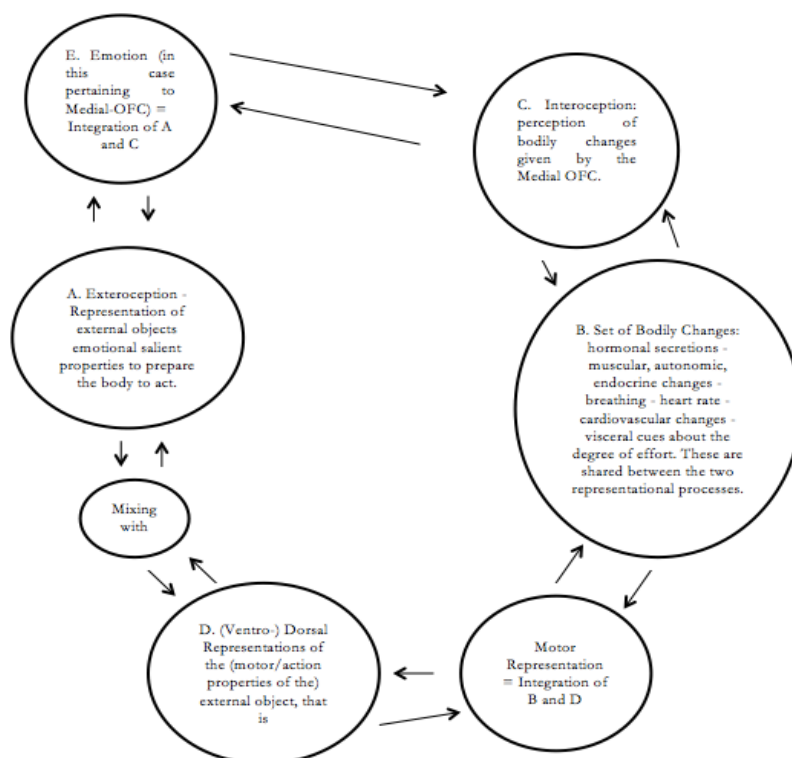 E. Emotion (in
this case
pertaining to
Medial-OFC) =
Integration of A
and C
C. Interoception:
perception of
bodily changes
given by the
Medial OFC.
A. Exteroception -
Representation of
external objects
emotional salient
properties to prepare
the body to act.
B. Set of Bodily Changes:
hormonal secretions -
muscular, autonomic,
endocrine changes -
breathing - heart rate -
cardiovascular changes -
visceral cues about the
degree of effort. These are
shared between the two
representational processes.
Mixing
with
D. (Ventro-) Dorsal
Representations of
the (motor/action
properties of the)
external object, that
is
Motor
Representation
= Integration of
B and D